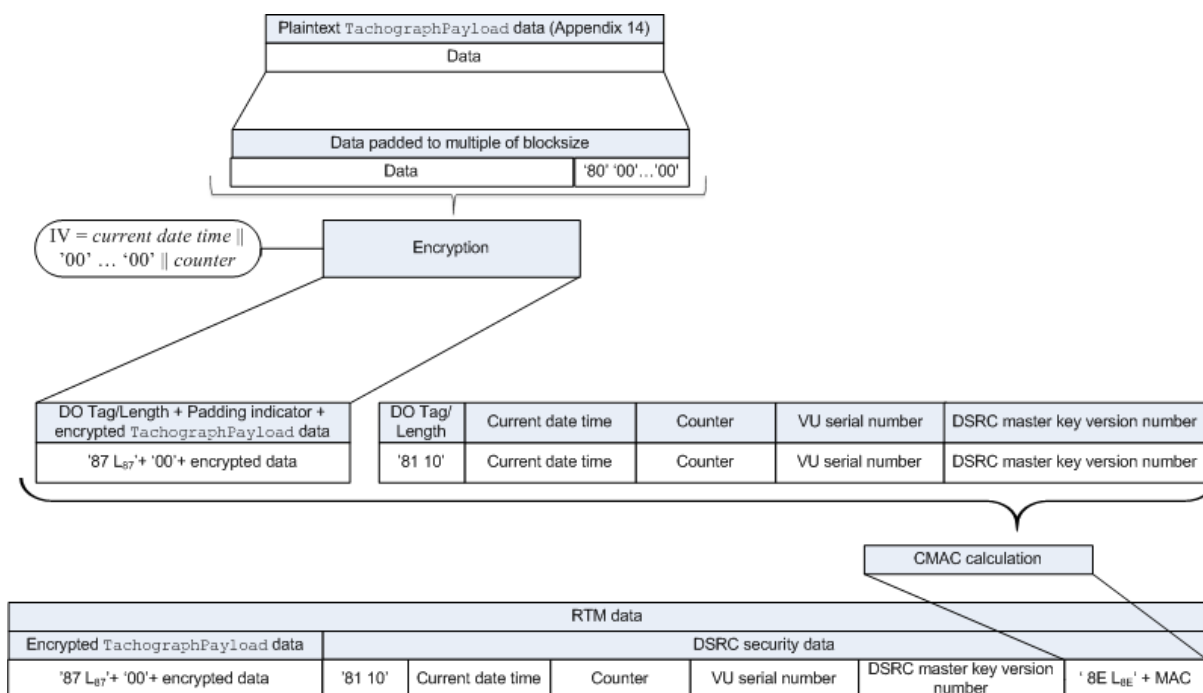 Plaintext TachographPayload data (Appendix 14)
Data
Data padded to multiple of blocksize
Data
‘80’ ‘00’...‘00’
IV = current date time ||
’00’ … ‘00’ || counter
Encryption
DO Tag/Length + Padding indicator +
encrypted TachographPayload data
DO Tag/
Length
Current date time
Counter
VU serial number
DSRC master key version number
’87 L87’+ ‘00’+ encrypted data
’81 10’
Current date time
Counter
VU serial number
DSRC master key version number
CMAC calculation
RTM data
Encrypted TachographPayload data
DSRC security data
’87 L87’+ ‘00’+ encrypted data
’81 10’
Current date time
Counter
VU serial number
DSRC master key version
number
‘ 8E L8E’ + MAC